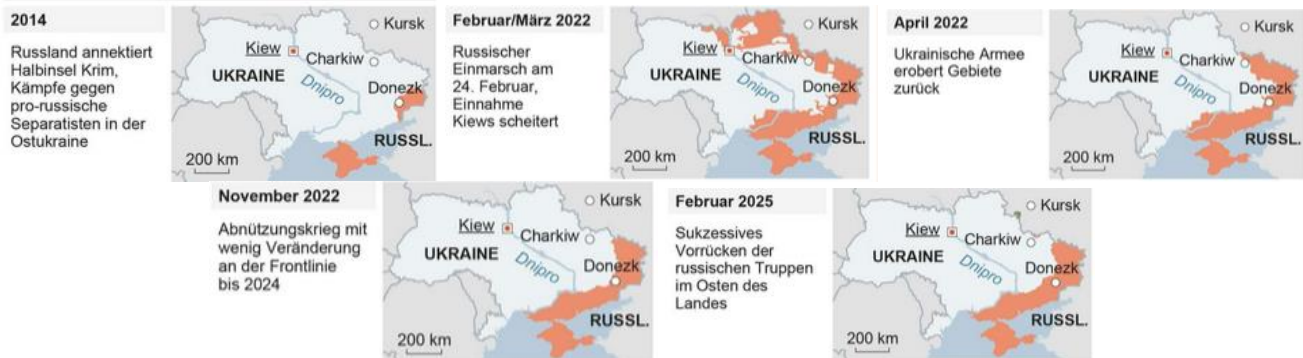 2014
Russland annektiert
Halbinsel Krim,
Kämpfe gegen
pro-russische
Separatisten in der
Ostukraine
Kursk
Kiew
Charkiw
UKRAINE
Dnipro
Donezk
RUSSL.
200 km
Februar/März 2022
Russischer
Einmarsch am
24. Februar,
Einnahme
Kiews scheitert
Kursk
Kiew
Charkiw
UKRAINE
Dnipro
Donezk
RUSSL.
200 km
April 2022
Ukrainische Armee
erobert Gebiete
zurück
Kursk
Kiew
Charkiw
UKRAINE
Dnipro
Donezk
RUSSL.
200 km
November 2022
Abnützungskrieg mit
wenig Veränderung
an der Frontlinie
bis 2024
Kursk
Kiew
Charkiw
UKRAINE
Dnipro
Donezk
RUSSL.
200 km
Februar 2025
Sukzessives
Vorrücken der
russischen Truppen
im Osten des
Landes
Kursk
Kiew
Charkiw
UKRAINE
Dnipro
Donezk
RUSSL.
200 km